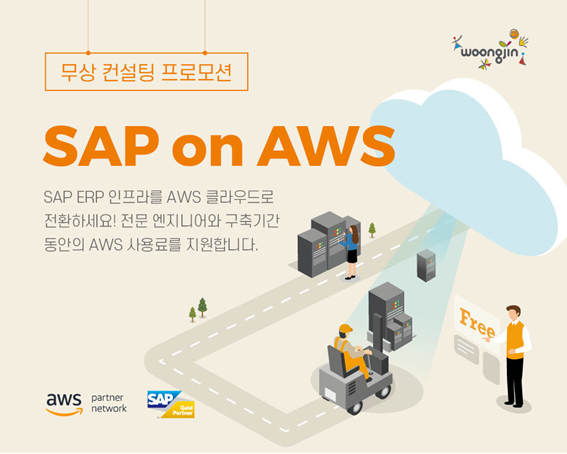 무상 컨설팅 프로모션
woongjin
SAP on AWS
SAP ERP 인프라를 AWS 클라우드로
전환하세요! 전문 엔지니어와 구축기간
동안의 AWS 사용료를 지원합니다.
Free
aws partner
network
SAP Gold
Partner